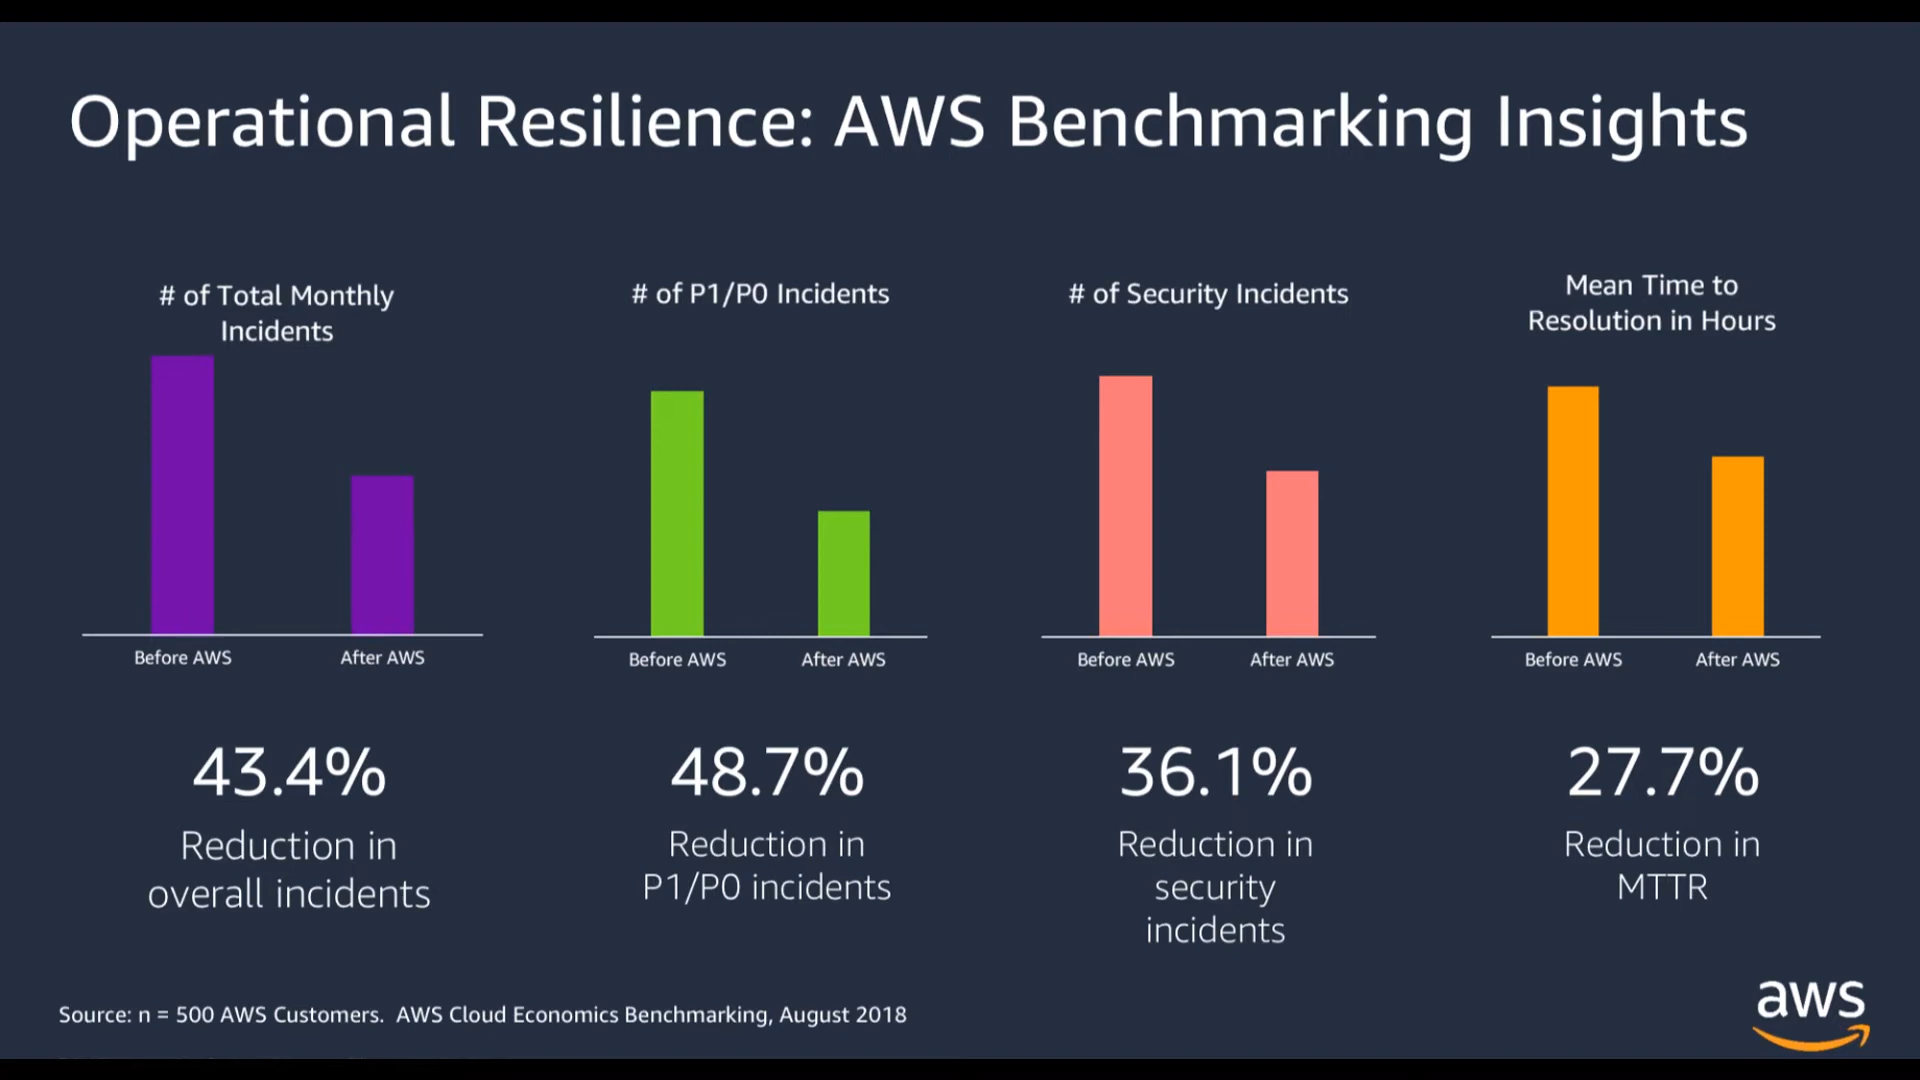 Operational Resilience: AWS Benchmarking Insights
# of Total Monthly
Incidents
Before AWS
After AWS
43.4%
Reduction in
overall incidents
# of P1/P0 Incidents
Before AWS
After AWS
48.7%
Reduction in
P1/P0 incidents
# of Security Incidents
Before AWS
After AWS
36.1%
Reduction in
security
incidents
Mean Time to
Resolution in Hours
Before AWS
After AWS
27.7%
Reduction in
MTTR
Source: n = 500 AWS Customers.  AWS Cloud Economics Benchmarking, August 2018
aws